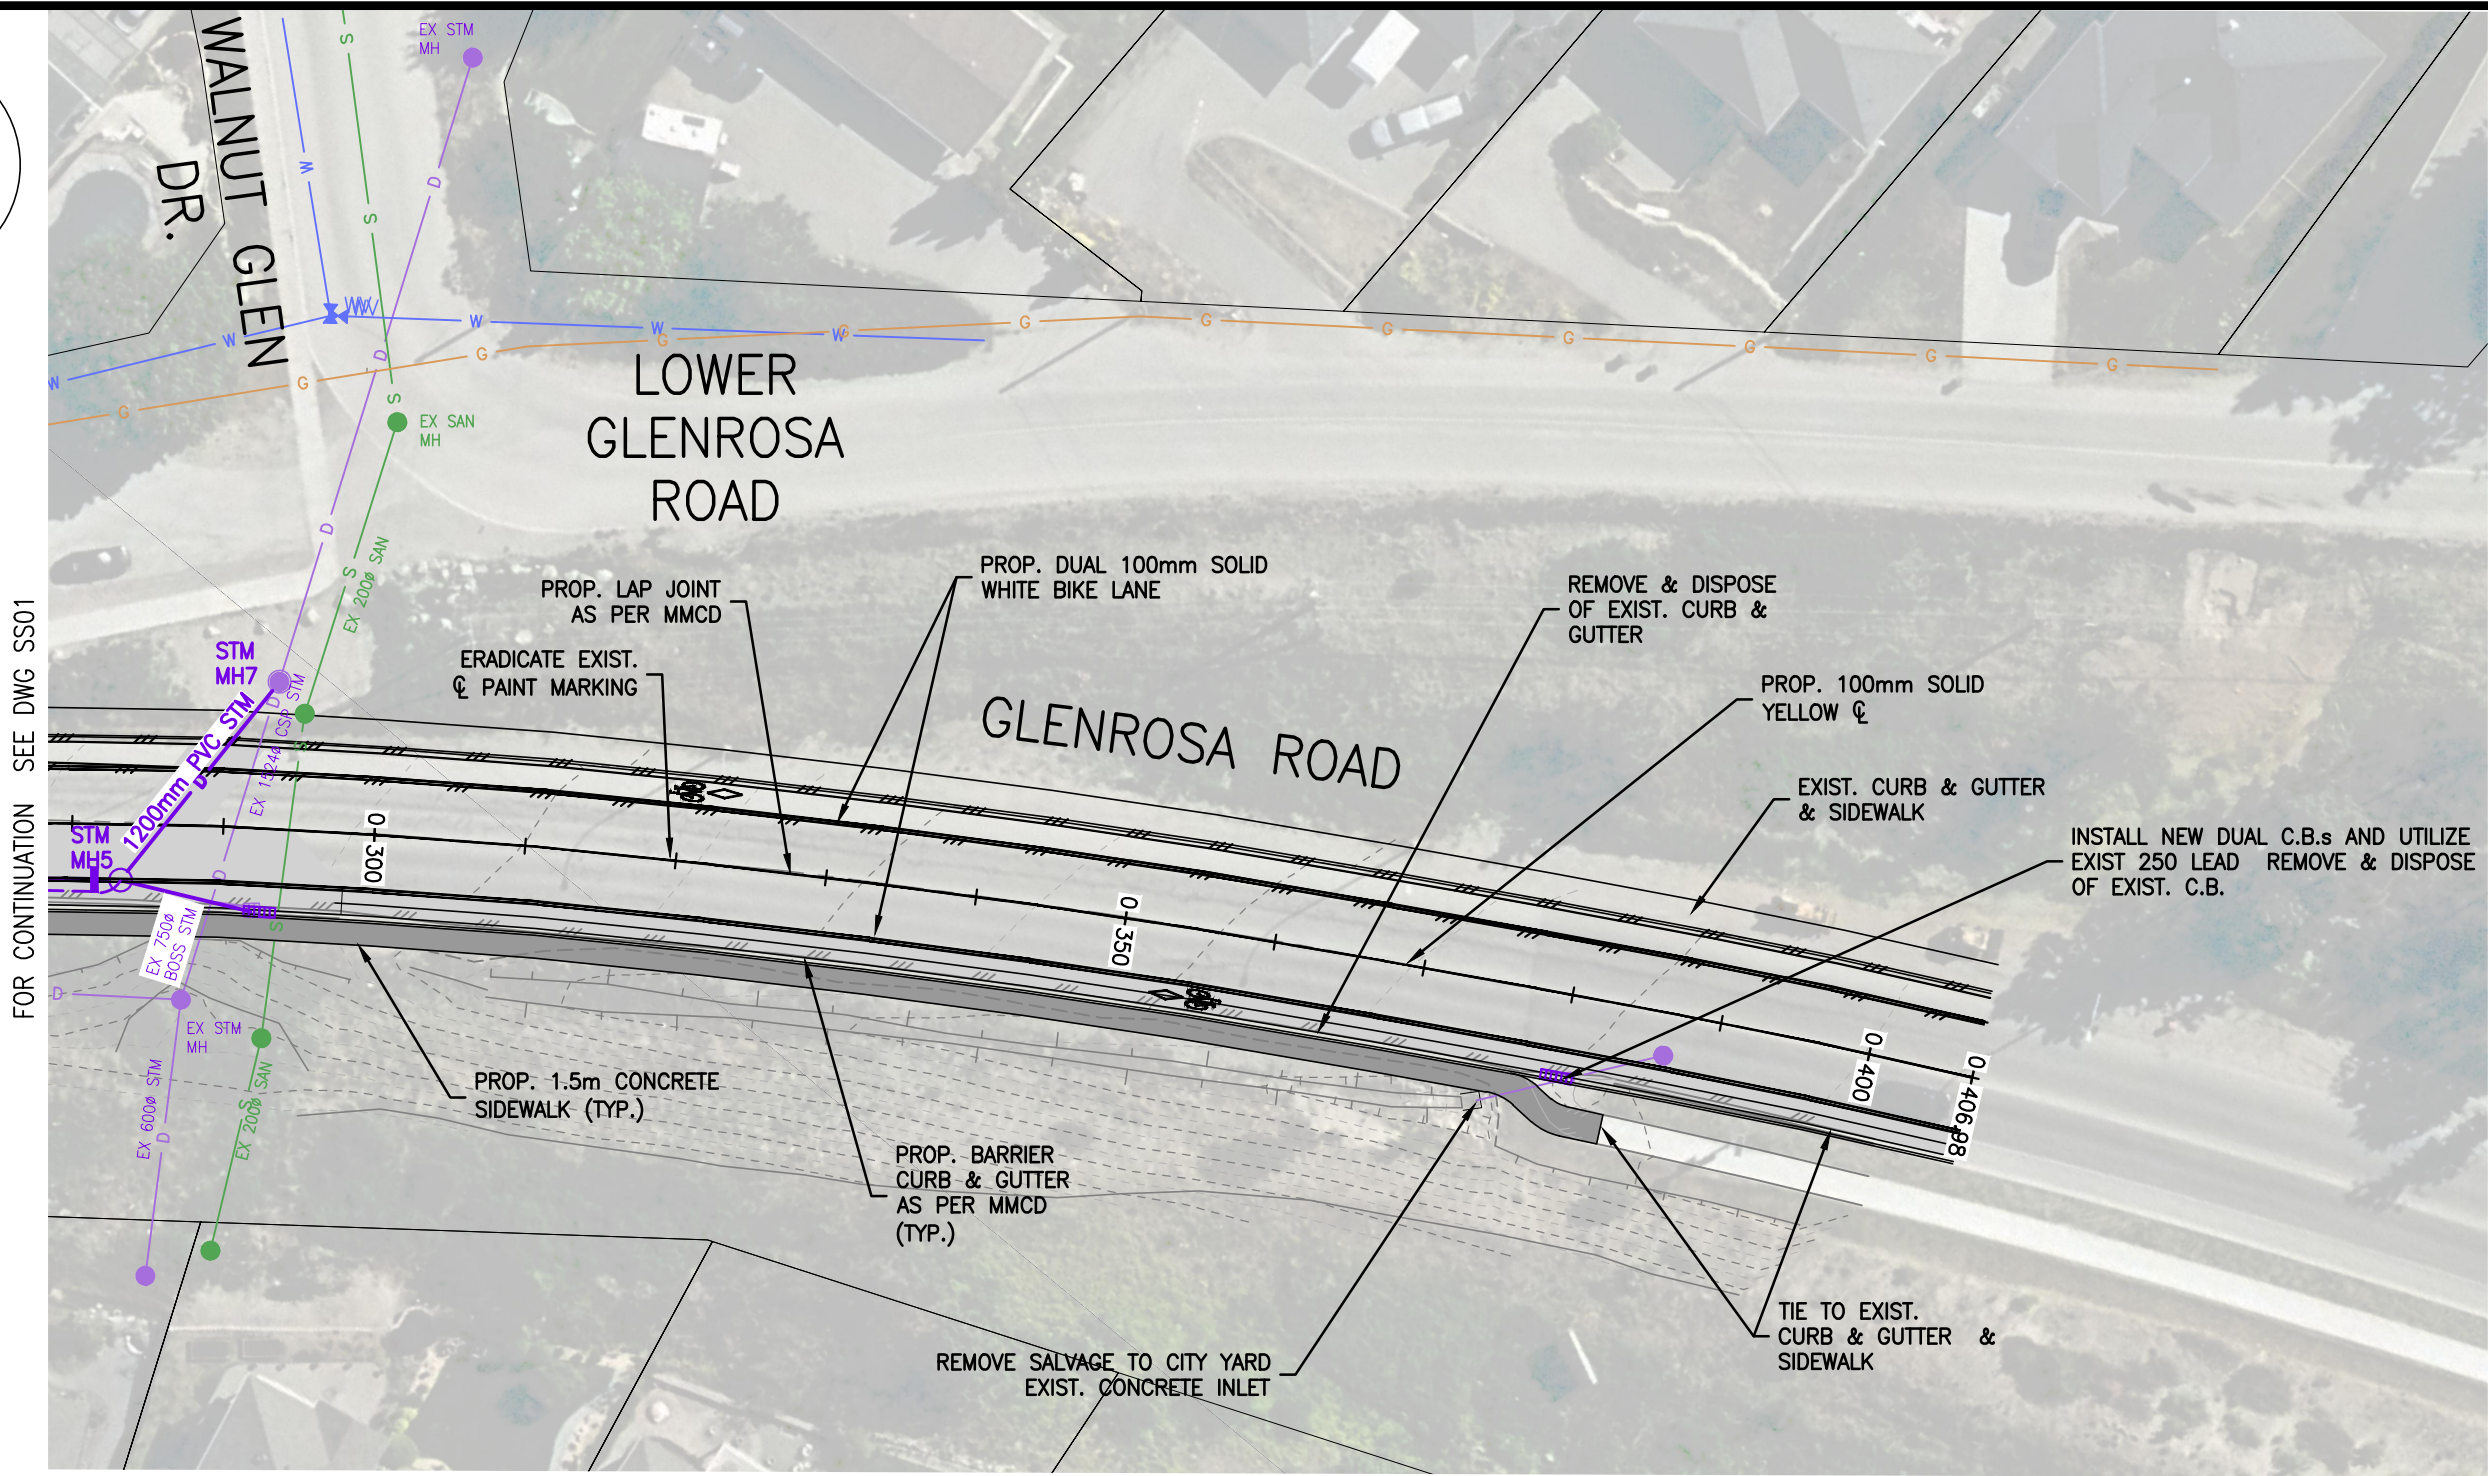 EX STM
MH
WALNUT GLEN
DR.
S
W
D
S
WV
W
W
W
W
W
G
G
G
G
G
G
G
G
G
G
G
G
D
S
EX SAN
MH
LOWER
GLENROSA
ROAD
D
S
EX 200ø SAN
PROP. DUAL 100mm SOLID
WHITE BIKE LANE
PROP. LAP JOINT
AS PER MMCD
REMOVE & DISPOSE
OF EXIST. CURB &
GUTTER
ERADICATE EXIST.
℄ PAINT MARKING
STM
MH7
PROP. 100mm SOLID
YELLOW ℄
GLENROSA ROAD
FOR CONTINUATION SEE DWG SS01
1200mm PVC STM
D
EX 1524ø CSP STM
D
S
EXIST. CURB & GUTTER
& SIDEWALK
STM
MH5
INSTALL NEW DUAL C.B.s AND UTILIZE
EXIST 250 LEAD REMOVE & DISPOSE
OF EXIST. C.B.
0+300
0+350
0+400
0+406.98
D
S
EX 750ø
BOSS STM
D
EX STM
MH
EX 600ø STM
D
EX 200ø SAN
S
PROP. 1.5m CONCRETE
SIDEWALK (TYP.)
PROP. BARRIER
CURB & GUTTER
AS PER MMCD
(TYP.)
TIE TO EXIST.
CURB & GUTTER &
SIDEWALK
REMOVE SALVAGE TO CITY YARD
EXIST. CONCRETE INLET